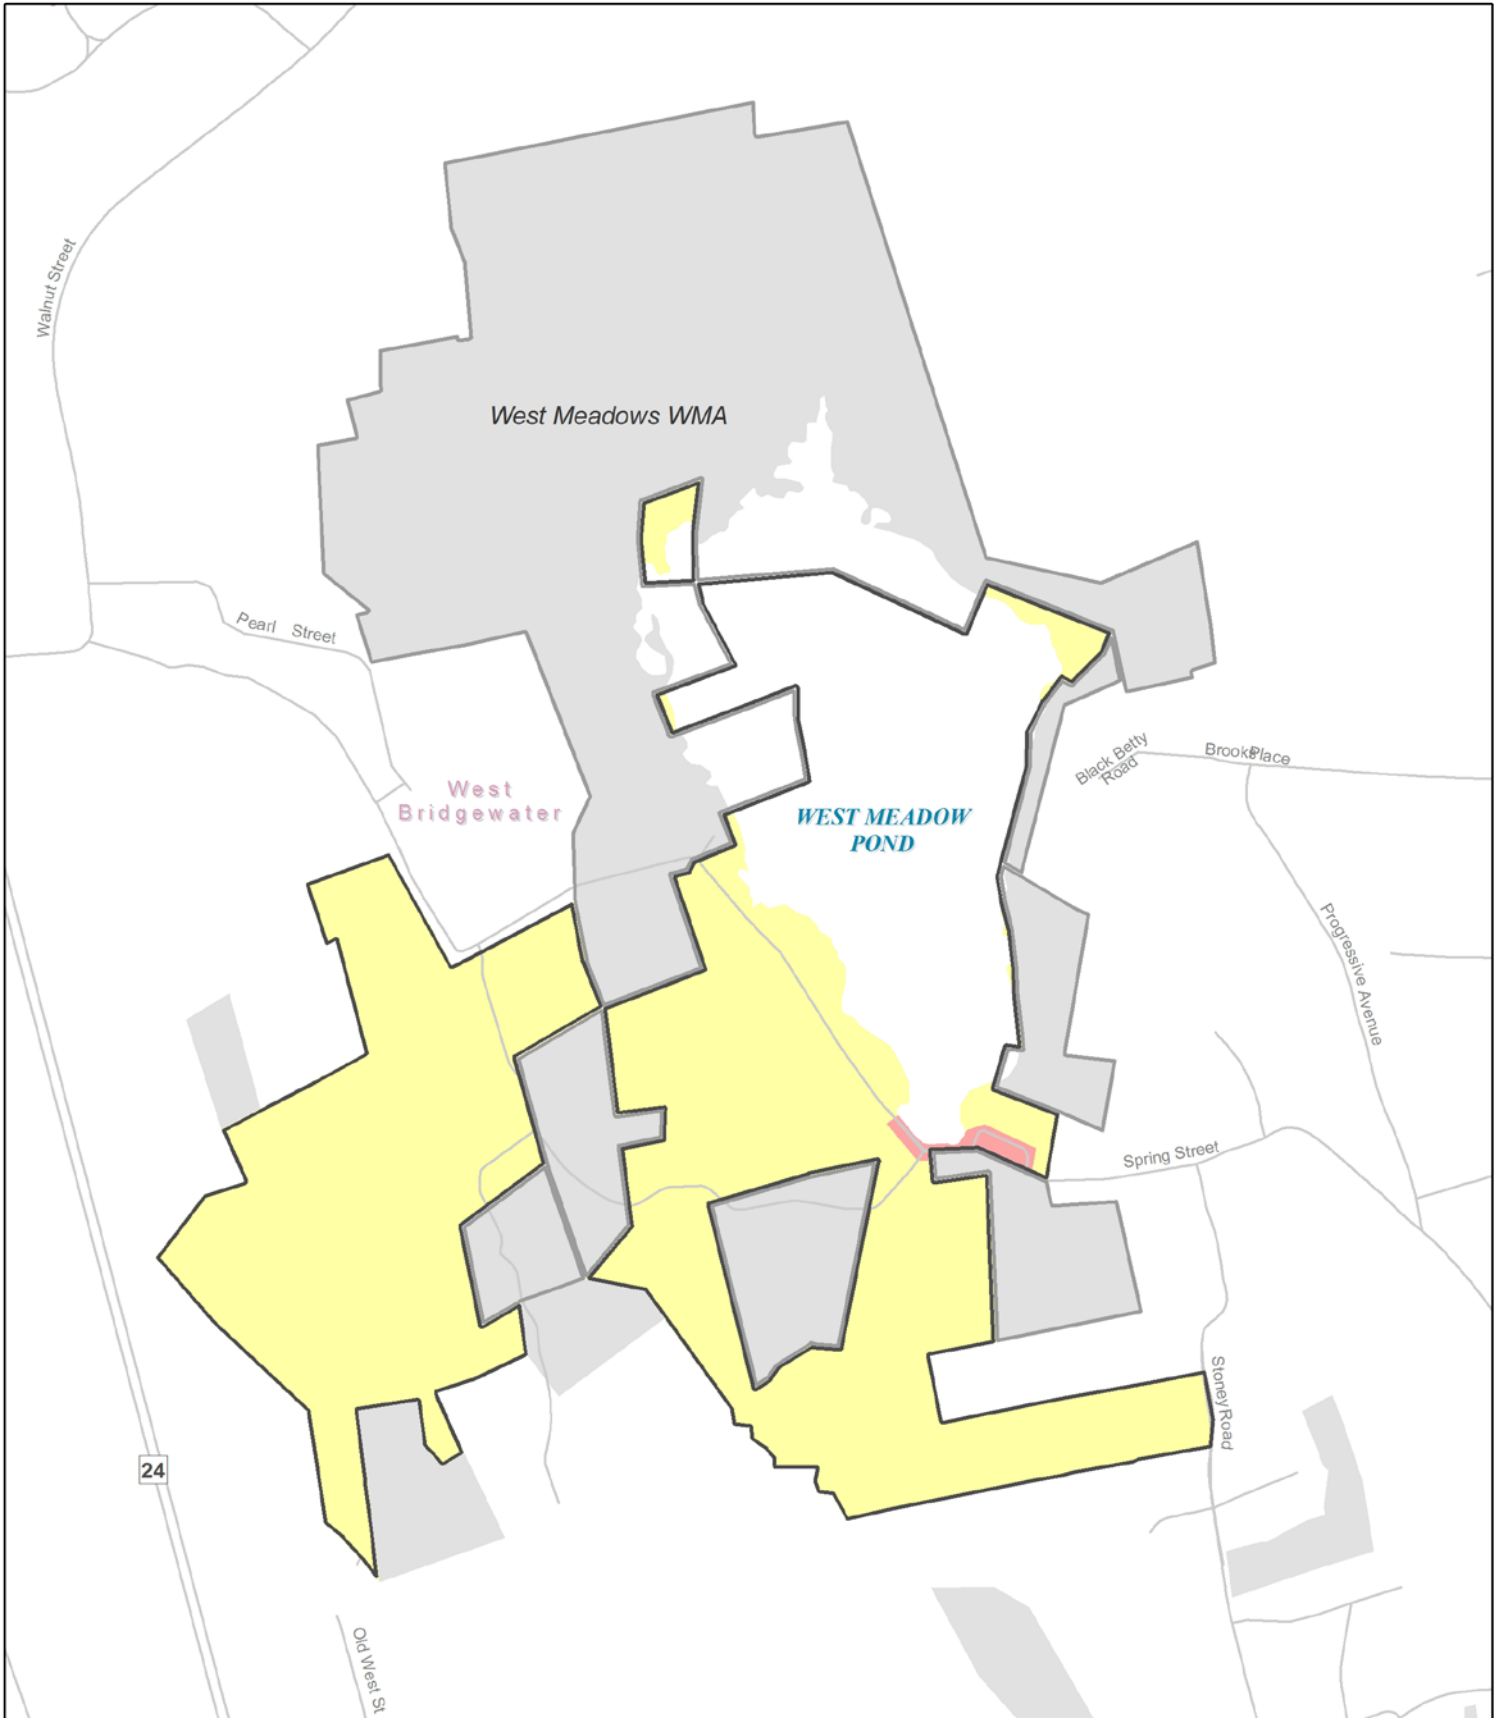 Walnut Street
West Meadows WMA
Pearl Street
Black Betty
Road
Brooks Place
West
Bridgewater
WEST MEADOW
POND
Progressive Avenue
Spring Street
Stoney Road
24
Old West St